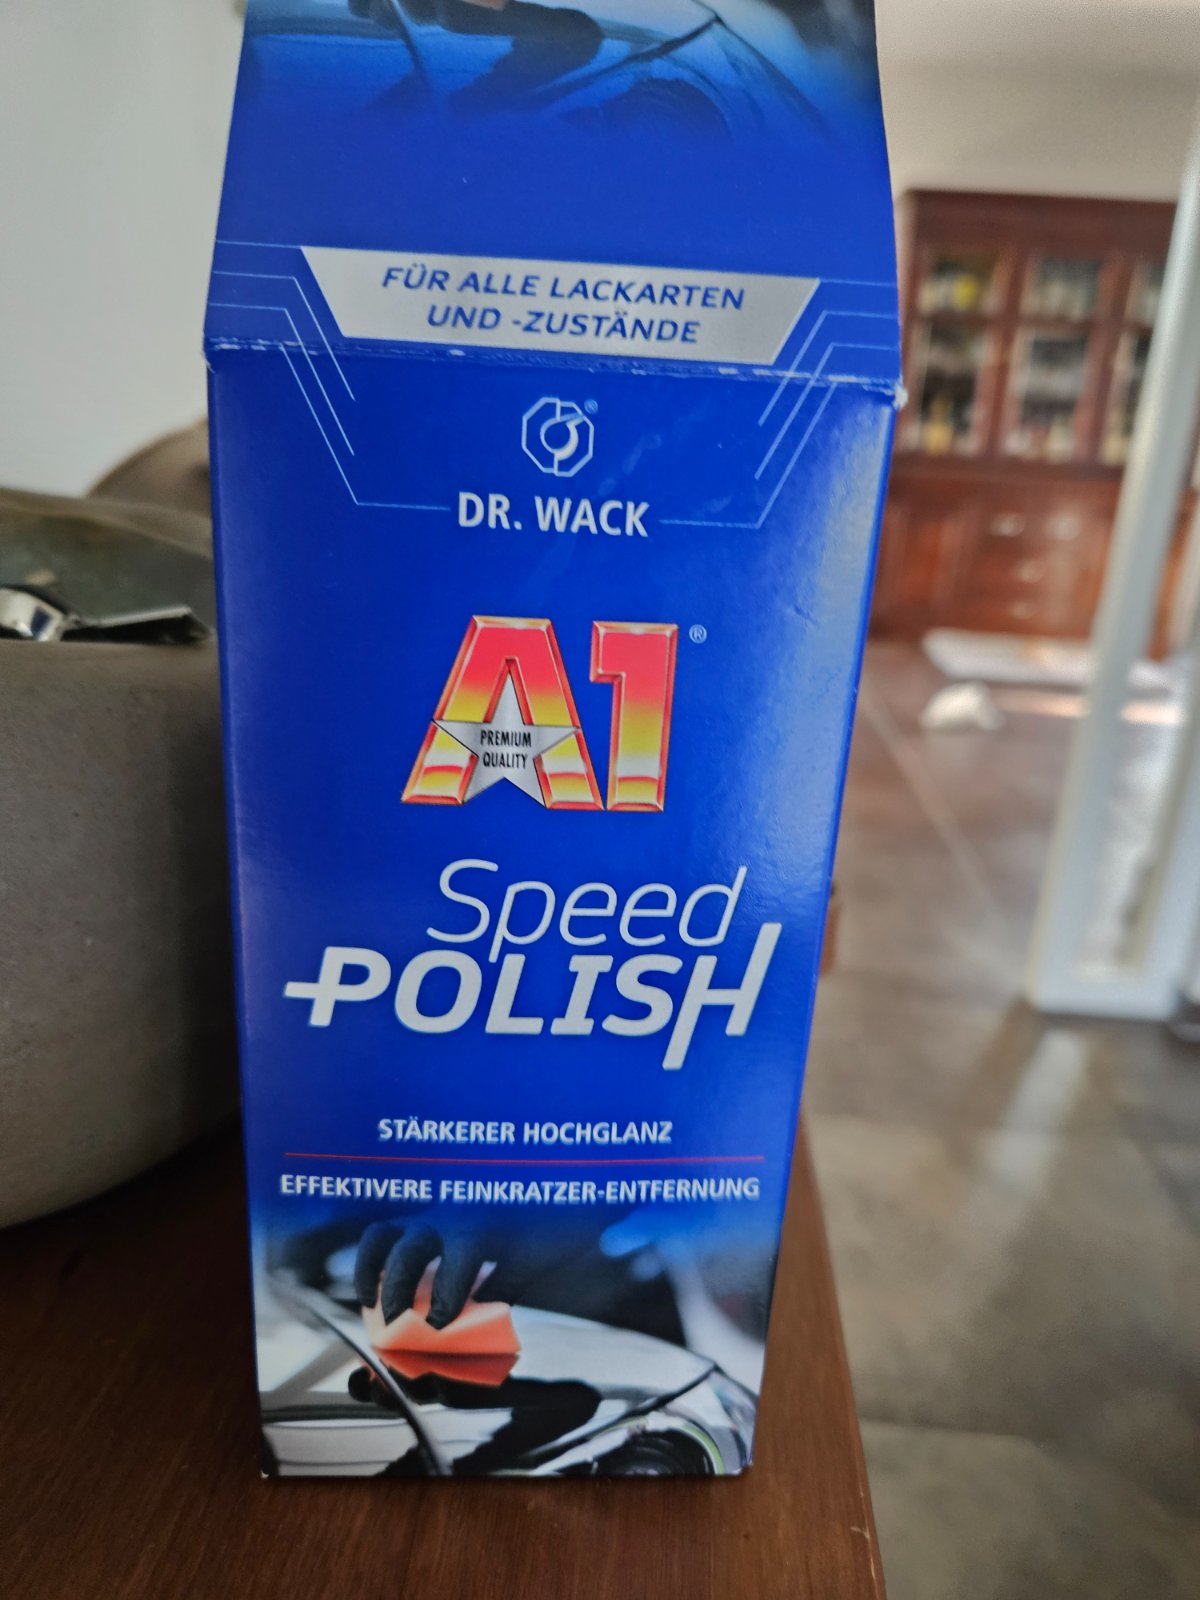 FÜR ALLE LACKARTEN
UND -ZUSTÄNDE
®
DR. WACK
A1®
PREMIUM
QUALITY
Speed
POLISH
STÄRKERER HOCHGLANZ
EFFEKTIVERE FEINKRATZER-ENTFERNUNG